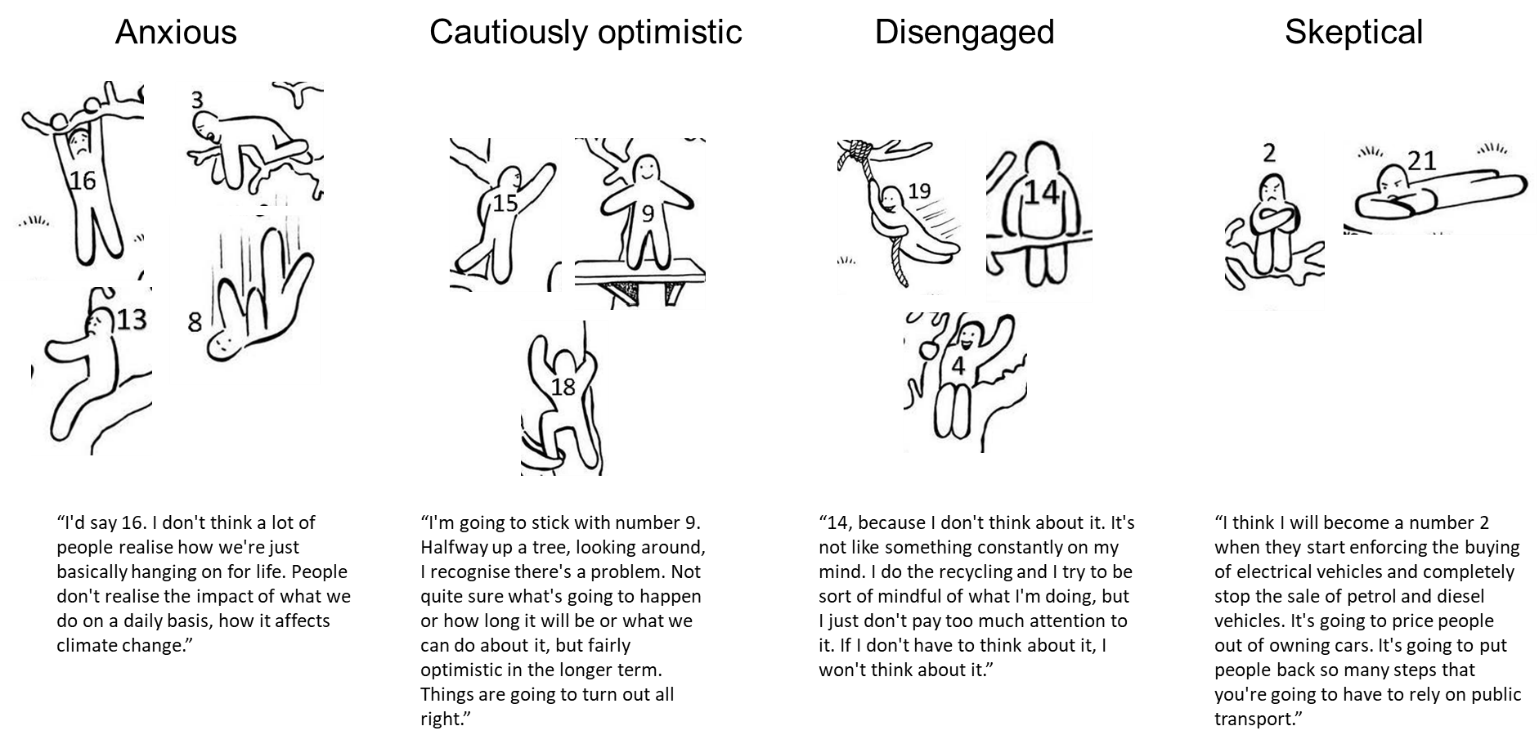 Anxious
16
3
13
8
“I'd say 16. I don't think a lot of
people realise how we're just
basically hanging on for life. People
don't realise the impact of what we
do on a daily basis, how it affects
climate change.”
Cautiously optimistic
15
9
18
“I'm going to stick with number 9.
Halfway up a tree, looking around,
I recognise there's a problem. Not
quite sure what's going to happen
or how long it will be or what we
can do about it, but fairly
optimistic in the longer term.
Things are going to turn out all
right.”
Disengaged
19
14
4
“14, because I don't think about it. It's
not like something constantly on my
mind. I do the recycling and I try to be
sort of mindful of what I'm doing, but
I just don't pay too much attention to
it. If I don't have to think about it, I
won't think about it.”
Skeptical
2
21
“I think I will become a number 2
when they start enforcing the buying
of electrical vehicles and completely
stop the sale of petrol and diesel
vehicles. It's going to price people
out of owning cars. It's going to put
people back so many steps that
you're going to have to rely on public
transport.”